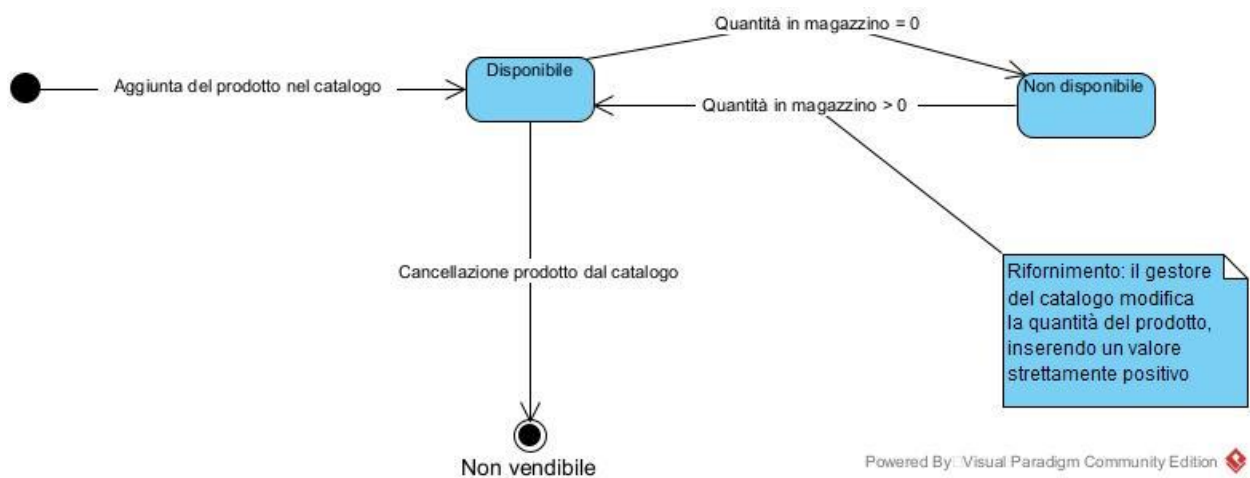 Quantità in magazzino = 0
Disponibile
Aggiunta del prodotto nel catalogo
Non disponibile
Quantità in magazzino > 0
Cancellazione prodotto dal catalogo
Rifornimento: il gestore
del catalogo modifica
la quantità del prodotto,
inserendo un valore
strettamente positivo
Non vendibile
Powered By Visual Paradigm Community Edition